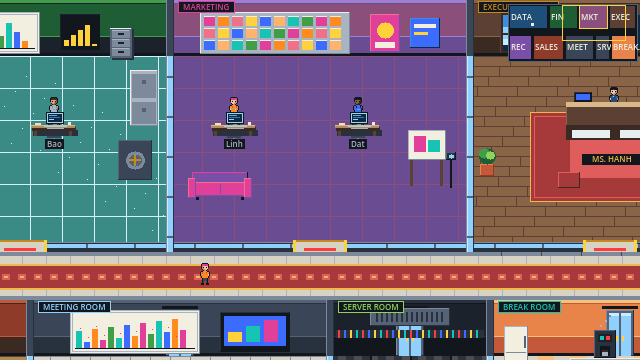 MARKETING
EXECU
DATA
FIN
MKT
EXEC
REC
SALES
MEET
SRV
BREAK
Bao
Linh
Dat
MS. HANH
MEETING ROOM
SERVER ROOM
BREAK ROOM